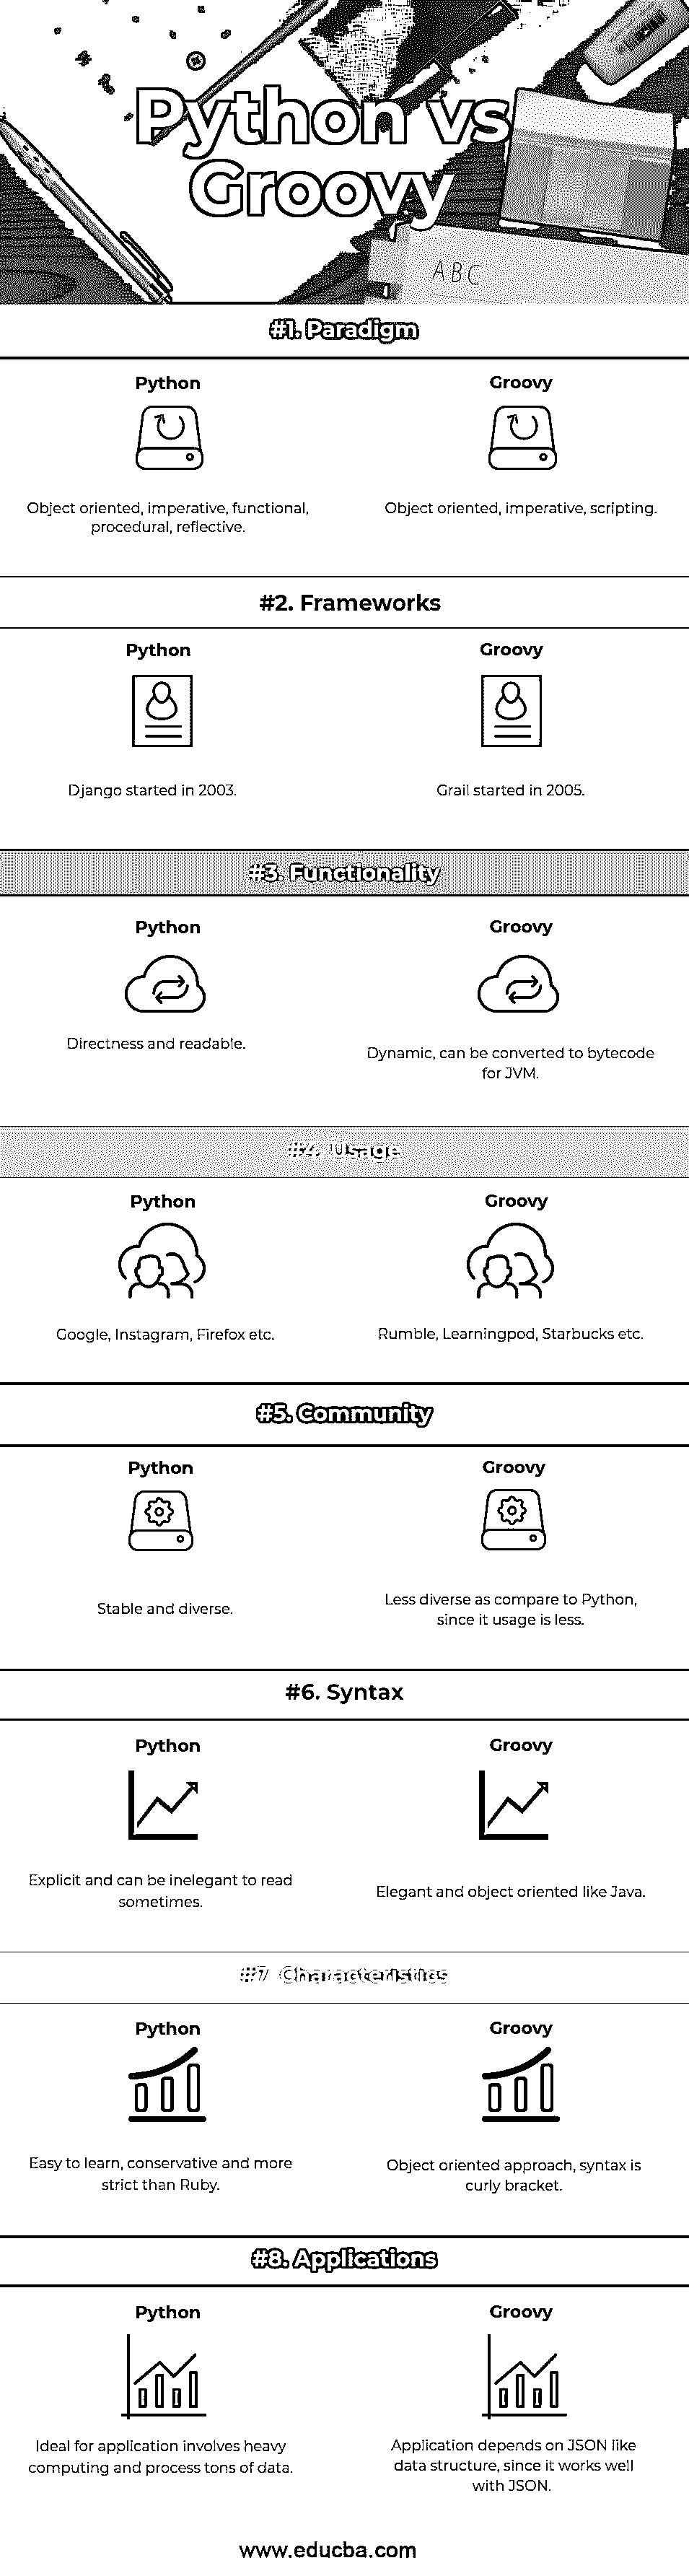 Python vs
Groovy
ABC
#1. Paradigm
Python
Groovy
Object oriented, imperative, functional,
procedural, reflective.
Object oriented, imperative, scripting.
#2. Frameworks
Python
Groovy
Django started in 2003.
Grail started in 2005.
#3. Functionality
Python
Groovy
Directness and readable.
Dynamic, can be converted to bytecode
for JVM.
#4. Usage
Python
Groovy
Google, Instagram, Firefox etc.
Rumble, Learningpod, Starbucks etc.
#5. Community
Python
Groovy
Stable and diverse.
Less diverse as compare to Python,
since it usage is less.
#6. Syntax
Python
Groovy
Explicit and can be inelegant to read
sometimes.
Elegant and object oriented like Java.
#7. Characteristics
Python
Groovy
Easy to learn, conservative and more
strict than Ruby.
Object oriented approach, syntax is
curly bracket.
#8. Applications
Python
Groovy
Ideal for application involves heavy
computing and process tons of data.
Application depends on JSON like
data structure, since it works well
with JSON.
www.educba.com